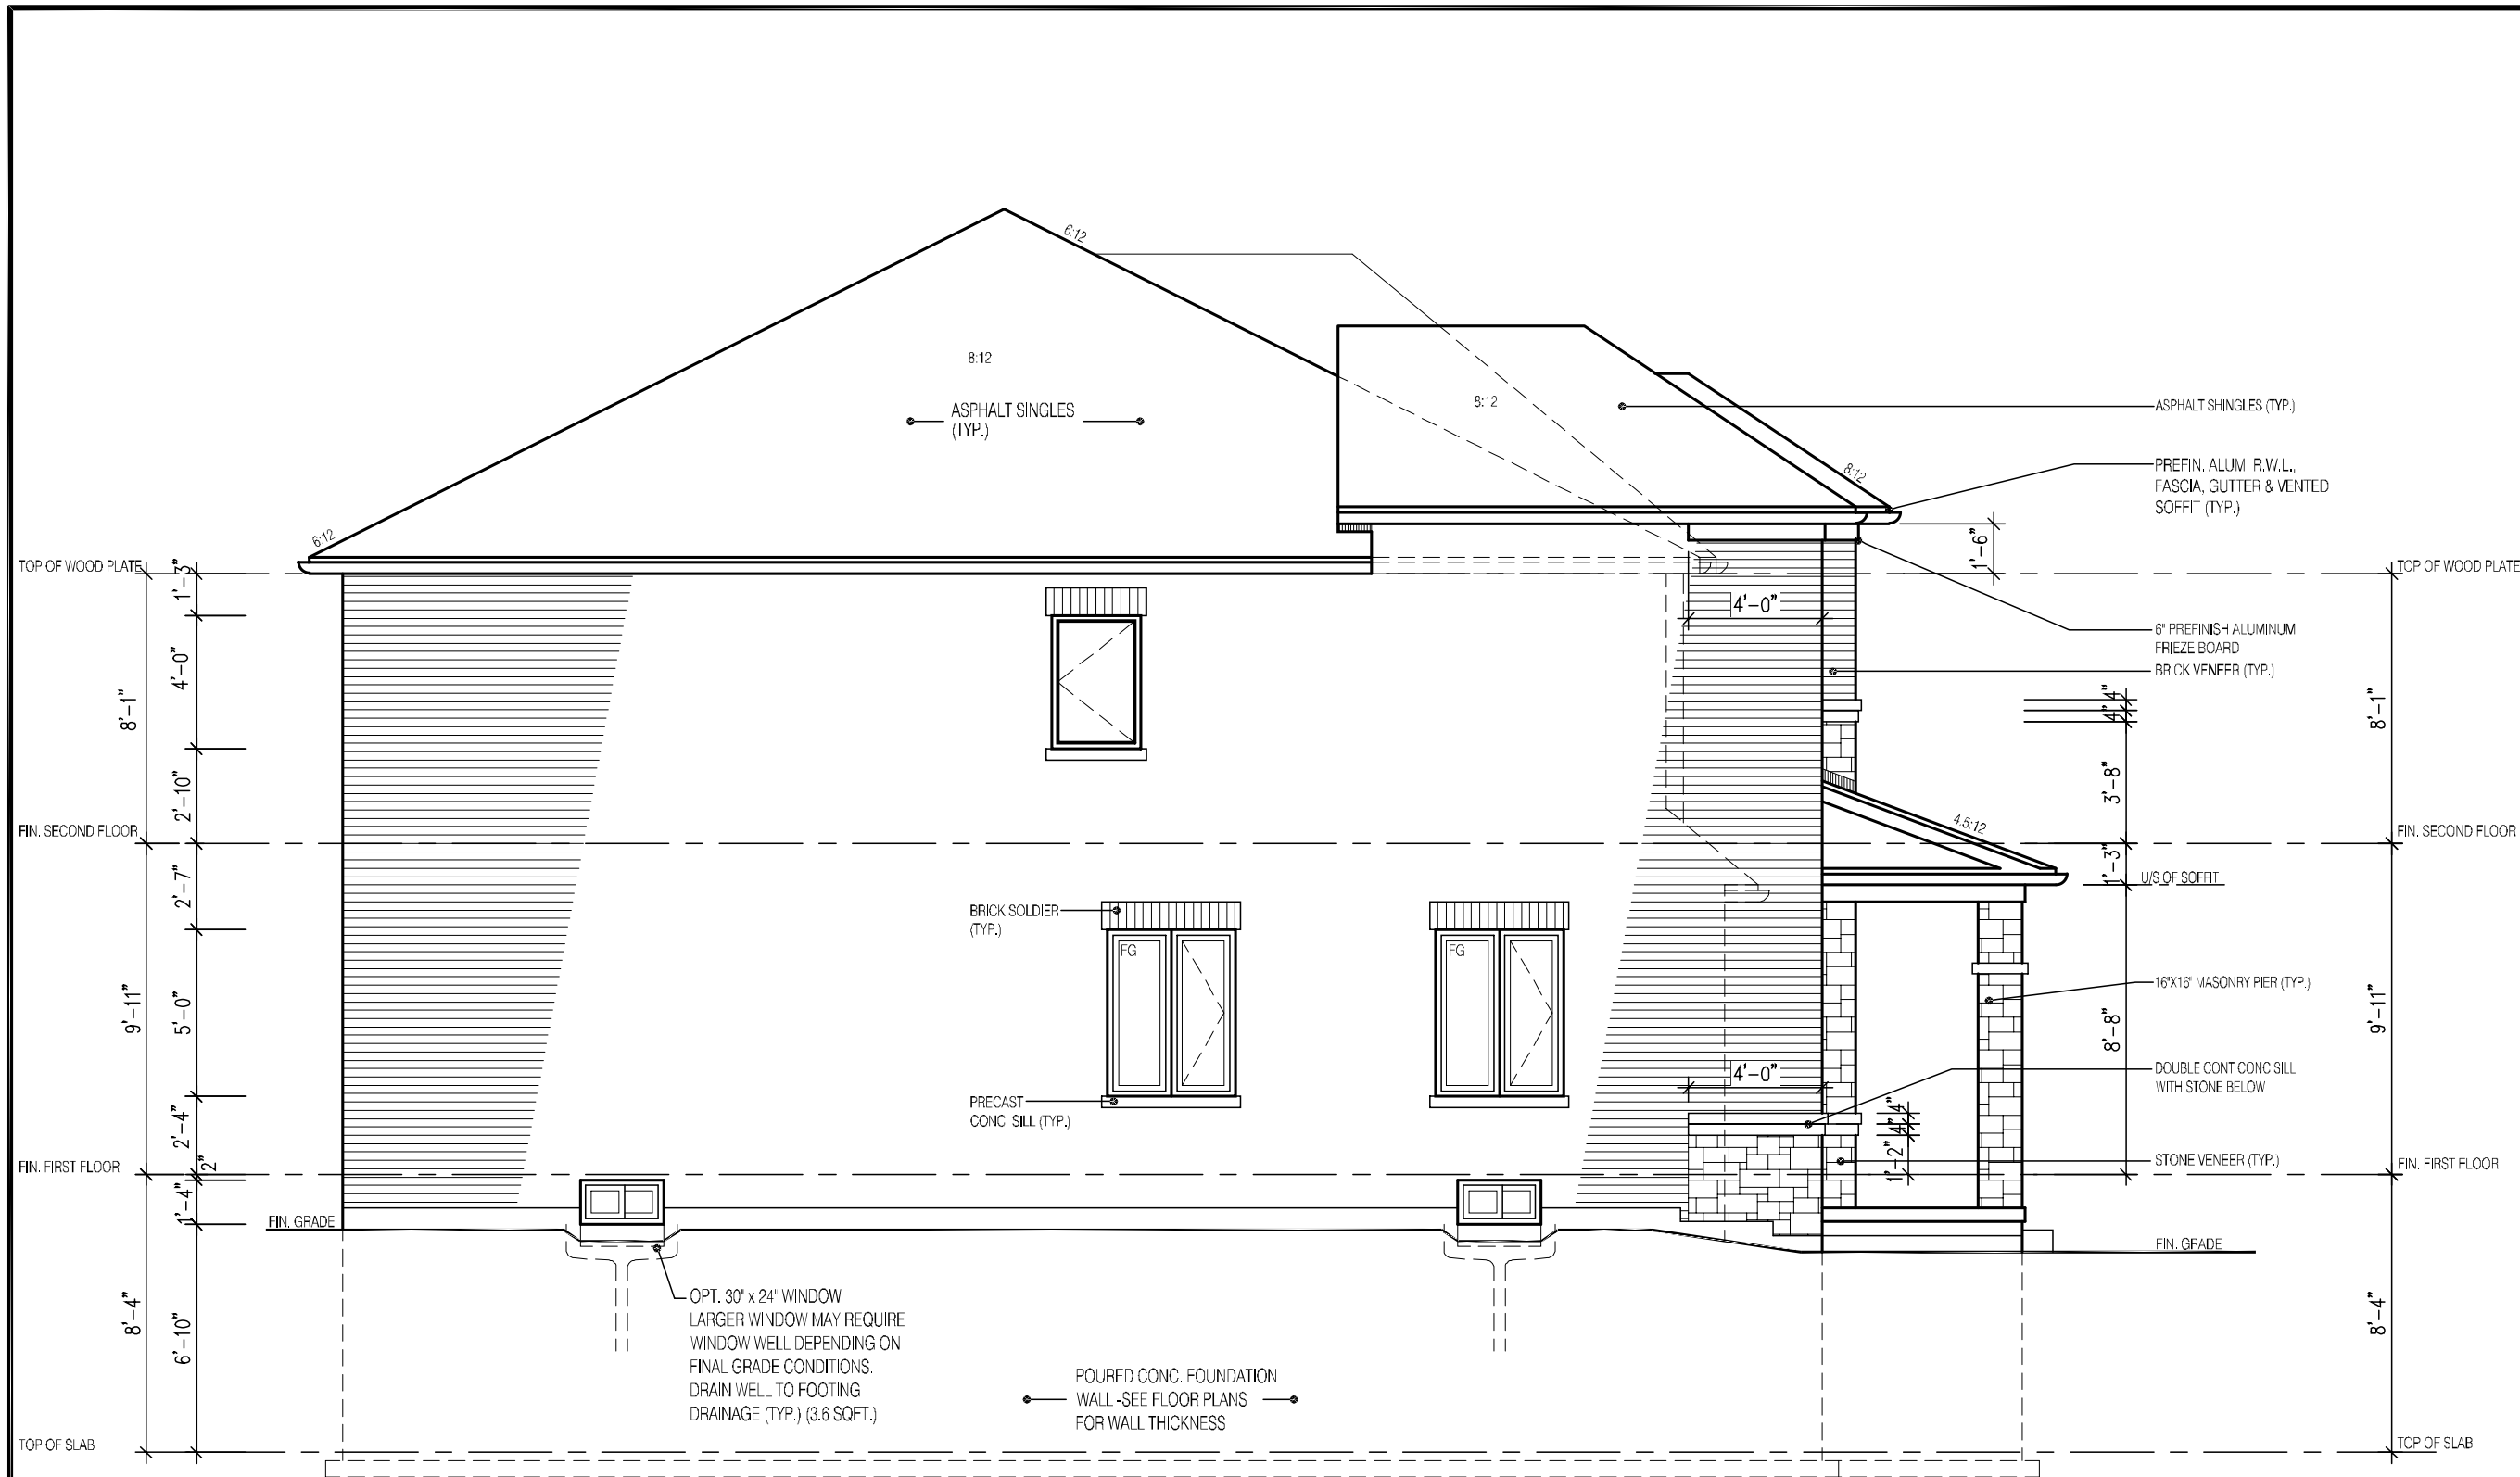 6:12
8:12
ASPHALT SINGLES
(TYP.)
6:12
8:12
8:12
ASPHALT SHINGLES (TYP.)
PREFIN. ALUM. R.W.L.,
FASCIA, GUTTER & VENTED
SOFFIT (TYP.)
1'-6"
TOP OF WOOD PLATE
TOP OF WOOD PLATE
1'-3"
4'-0"
6" PREFINISH ALUMINUM
FRIEZE BOARD
BRICK VENEER (TYP.)
4'-0"
8'-1"
4"
4"
8'-1"
2'-10"
3'-8"
4.5:12
FIN. SECOND FLOOR
FIN. SECOND FLOOR
1'-3"
U/S OF SOFFIT
2'-7"
BRICK SOLDIER
(TYP.)
FG
FG
16"X16" MASONRY PIER (TYP.)
9'-11"
5'-0"
8'-8"
9'-11"
4'-0"
DOUBLE CONT CONC SILL
WITH STONE BELOW
PRECAST
CONC. SILL (TYP.)
2'-4"
4"
4"
1'-2"
STONE VENEER (TYP.)
FIN. FIRST FLOOR
FIN. FIRST FLOOR
2"
1'-4"
FIN. GRADE
FIN. GRADE
8'-4"
6'-10"
8'-4"
OPT. 30" x 24" WINDOW
LARGER WINDOW MAY REQUIRE
WINDOW WELL DEPENDING ON
FINAL GRADE CONDITIONS.
DRAIN WELL TO FOOTING
DRAINAGE (TYP.) (3.6 SQFT.)
POURED CONC. FOUNDATION
WALL -SEE FLOOR PLANS
FOR WALL THICKNESS
TOP OF SLAB
TOP OF SLAB